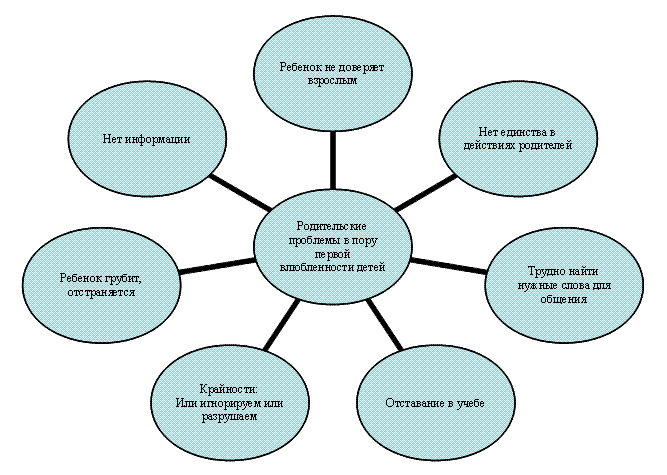 Ребенок не доверяет
взрослым
Нет информации
Нет единства в
действиях родителей
Родительские
проблемы в пору
первой
влюбленности детей
Ребенок грубит,
отстраняется
Трудно найти
нужные слова для
общения
Крайности:
Или игнорируем или
разрушаем
Отставание в учебе